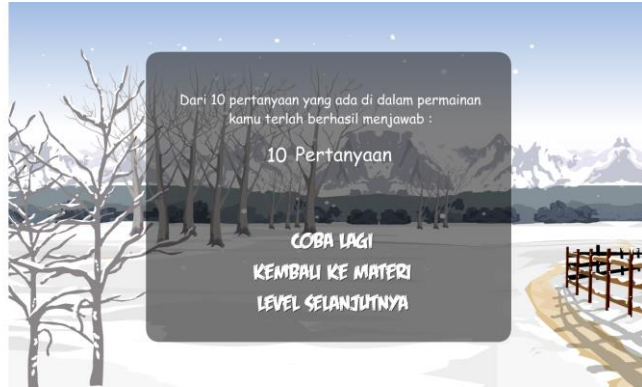 Dari 10 pertanyaan yang ada di dalam permainan
kamu terlah berhasil menjawab :
10 Pertanyaan
COBA LAGI
KEMBALI KE MATERI
LEVEL SELANJUTNYA